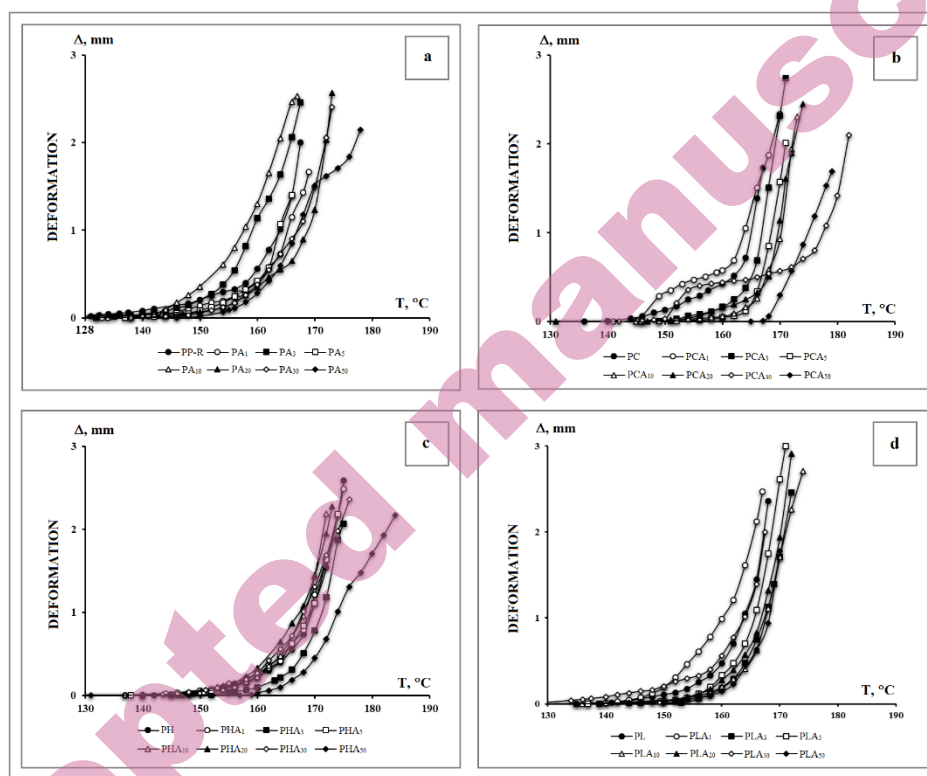 Δ, mm
a
3
2
1
0
DEFORMATION
T, °C
128 140 150 160 170 180 190
PP-R PA1 PA3 PA5
PA10 PA20 PA30 PA50
Δ, mm
b
3
2
1
0
DEFORMATION
T, °C
130 140 150 160 170 180 190
PC PCA1 PCA3 PCA5
PCA10 PCA20 PCA30 PCA50
Δ, mm
c
3
2
1
0
DEFORMATION
T, °C
130 140 150 160 170 180 190
PH PHA1 PHA3 PHA5
PHA10 PHA20 PHA30 PHA50
Δ, mm
d
3
2
1
0
DEFORMATION
T, °C
130 140 150 160 170 180 190
PL PLA1 PLA3 PLA5
PLA10 PLA20 PLA30 PLA50
pted manusc